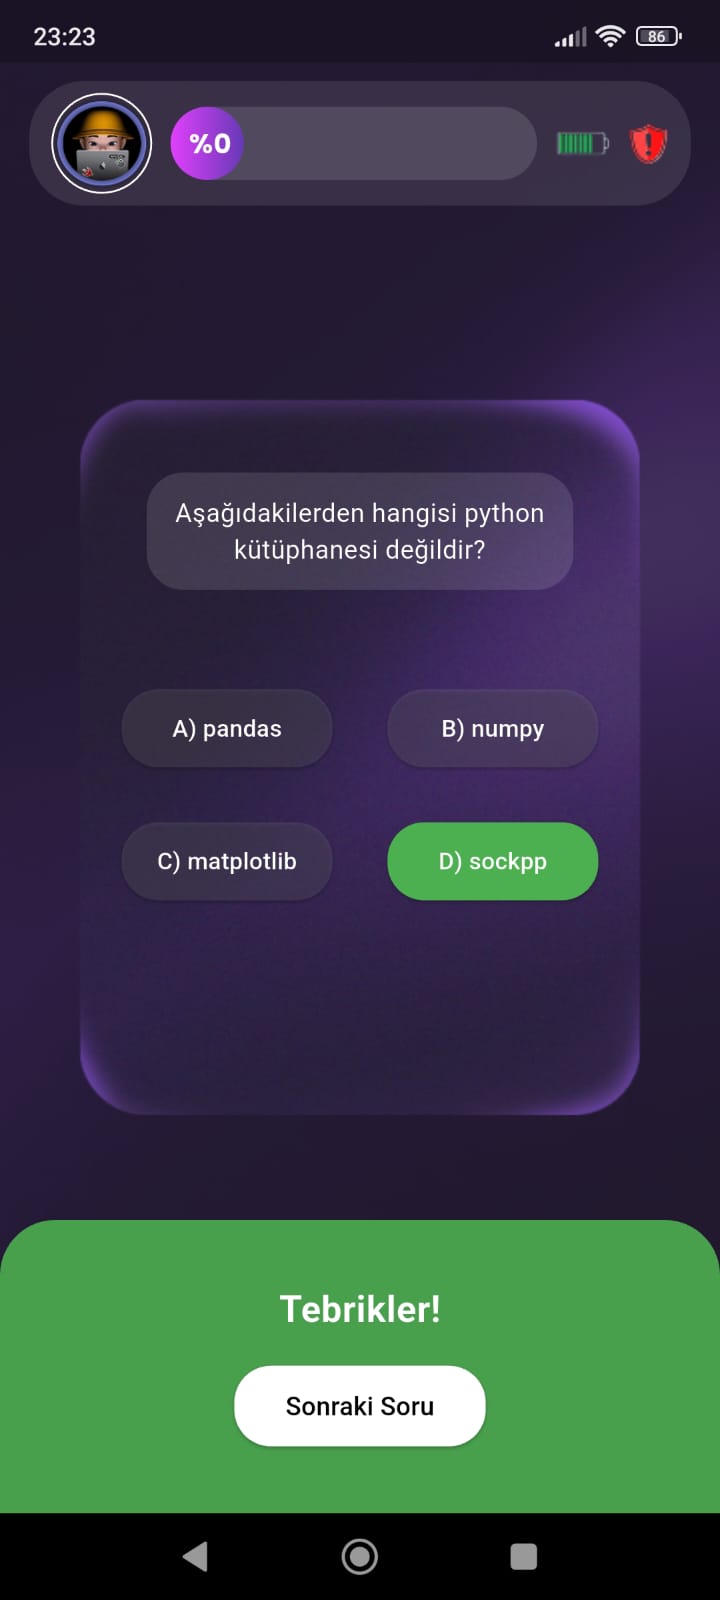 23:23
86
%0
Aşağıdakilerden hangisi python
kütüphanesi değildir?
A) pandas
B) numpy
C) matplotlib
D) sockpp
Tebrikler!
Sonraki Soru